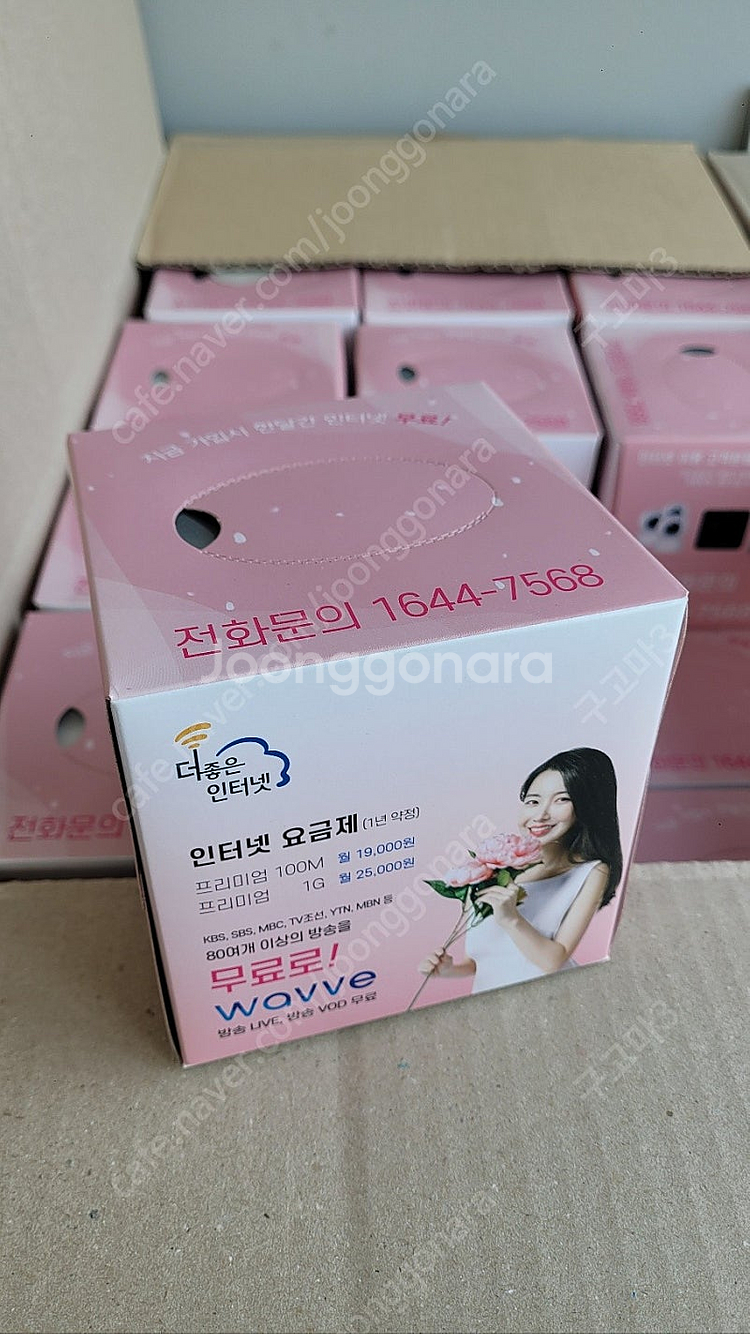 지금 가입시 한달간 인터넷 무료!
전화문의 1644-7568
더좋은
인터넷
인터넷 요금제 (1년 약정)
프리미엄 100M 월 19,000원
프리미엄 1G 월 25,000원
KBS, SBS, MBC, TV조선, YTN, MBN 등
80여개 이상의 방송을
무료로!
wavve
방송 LIVE, 방송 VOD 무료
전화문의
Joonggonara
cafe.naver.com/joonggonara
구고마3